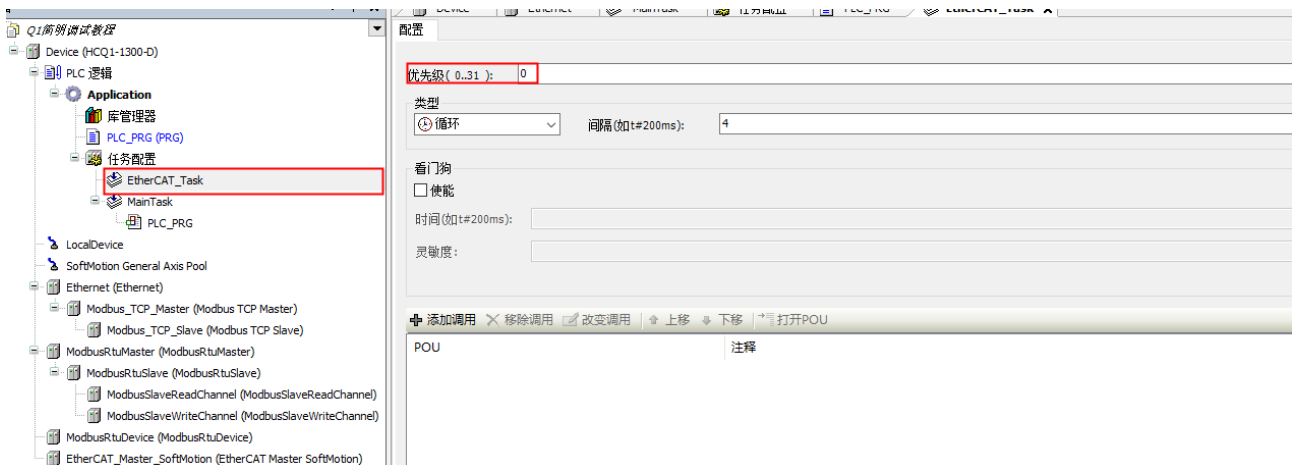 Device
Ethernet
MainTask
任务配置
PLC_PRG
EtherCAT_Task
Q1简明调试教程
Device (HCQ1-1300-D)
PLC 逻辑
Application
库管理器
PLC_PRG (PRG)
任务配置
EtherCAT_Task
MainTask
PLC_PRG
LocalDevice
SoftMotion General Axis Pool
Ethernet (Ethernet)
Modbus_TCP_Master (Modbus TCP Master)
Modbus_TCP_Slave (Modbus TCP Slave)
ModbusRtuMaster (ModbusRtuMaster)
ModbusRtuSlave (ModbusRtuSlave)
ModbusSlaveReadChannel (ModbusSlaveReadChannel)
ModbusSlaveWriteChannel (ModbusSlaveWriteChannel)
ModbusRtuDevice (ModbusRtuDevice)
EtherCAT_Master_SoftMotion (EtherCAT Master SoftMotion)
配置
优先级( 0..31 ): 0
类型
循环 间隔(如t#200ms): 4
看门狗
使能
时间(如t#200ms):
灵敏度:
添加调用 移除调用 改变调用 上移 下移 打开POU
POU 注释